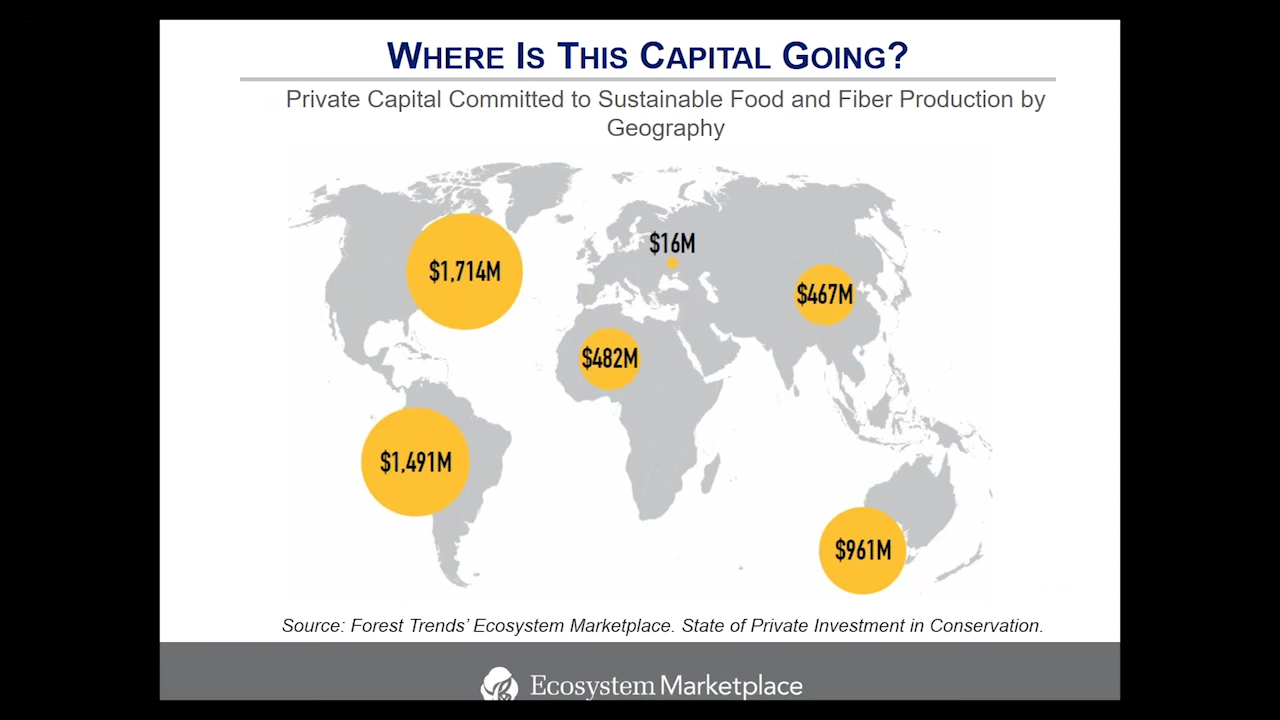 WHERE IS THIS CAPITAL GOING?
Private Capital Committed to Sustainable Food and Fiber Production by
Geography
$16M
$1,714M
$467M
$482M
$1,491M
$961M
Source: Forest Trends’ Ecosystem Marketplace. State of Private Investment in Conservation.
Ecosystem Marketplace